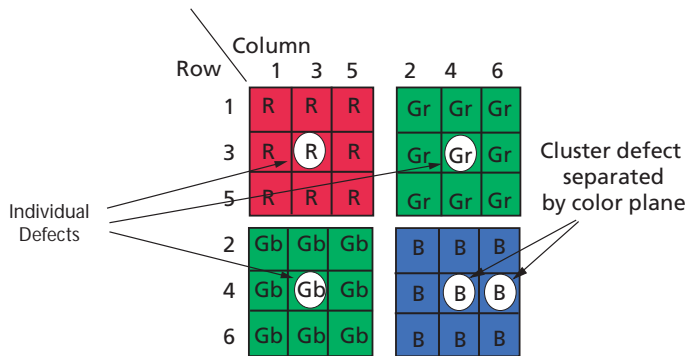 Column
Row 1 3 5 2 4 6
1 R R R Gr Gr Gr
3 R R R Gr Gr Gr
5 R R R Gr Gr Gr
Cluster defect
separated
by color plane
Individual
Defects
2 Gb Gb Gb B B B
4 Gb Gb Gb B B B
6 Gb Gb Gb B B B